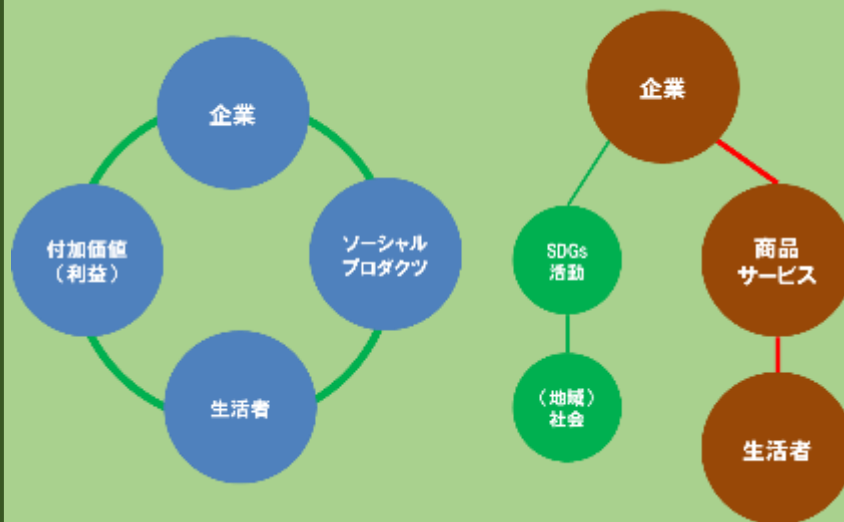 企業
付加価値
（利益）
ソーシャル
プロダクツ
生活者
企業
SDGs
活動
（地域）
社会
商品
サービス
生活者